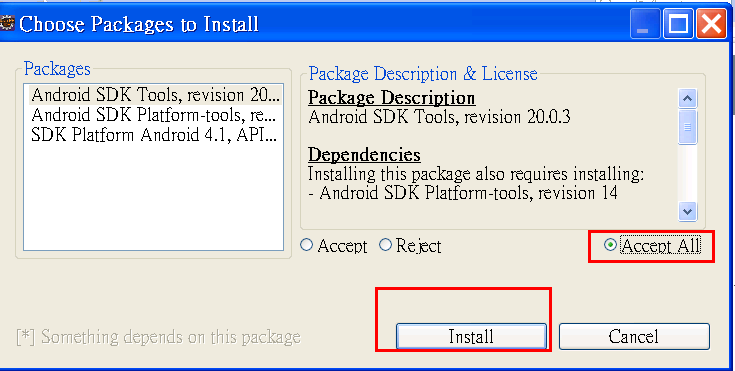 Choose Packages to Install
Packages
Android SDK Tools, revision 20...
Android SDK Platform-tools, re...
SDK Platform Android 4.1, API...
Package Description & License
Package Description
Android SDK Tools, revision 20.0.3
Dependencies
Installing this package also requires installing:
- Android SDK Platform-tools, revision 14
Accept Reject Accept All
[*] Something depends on this package
Install Cancel